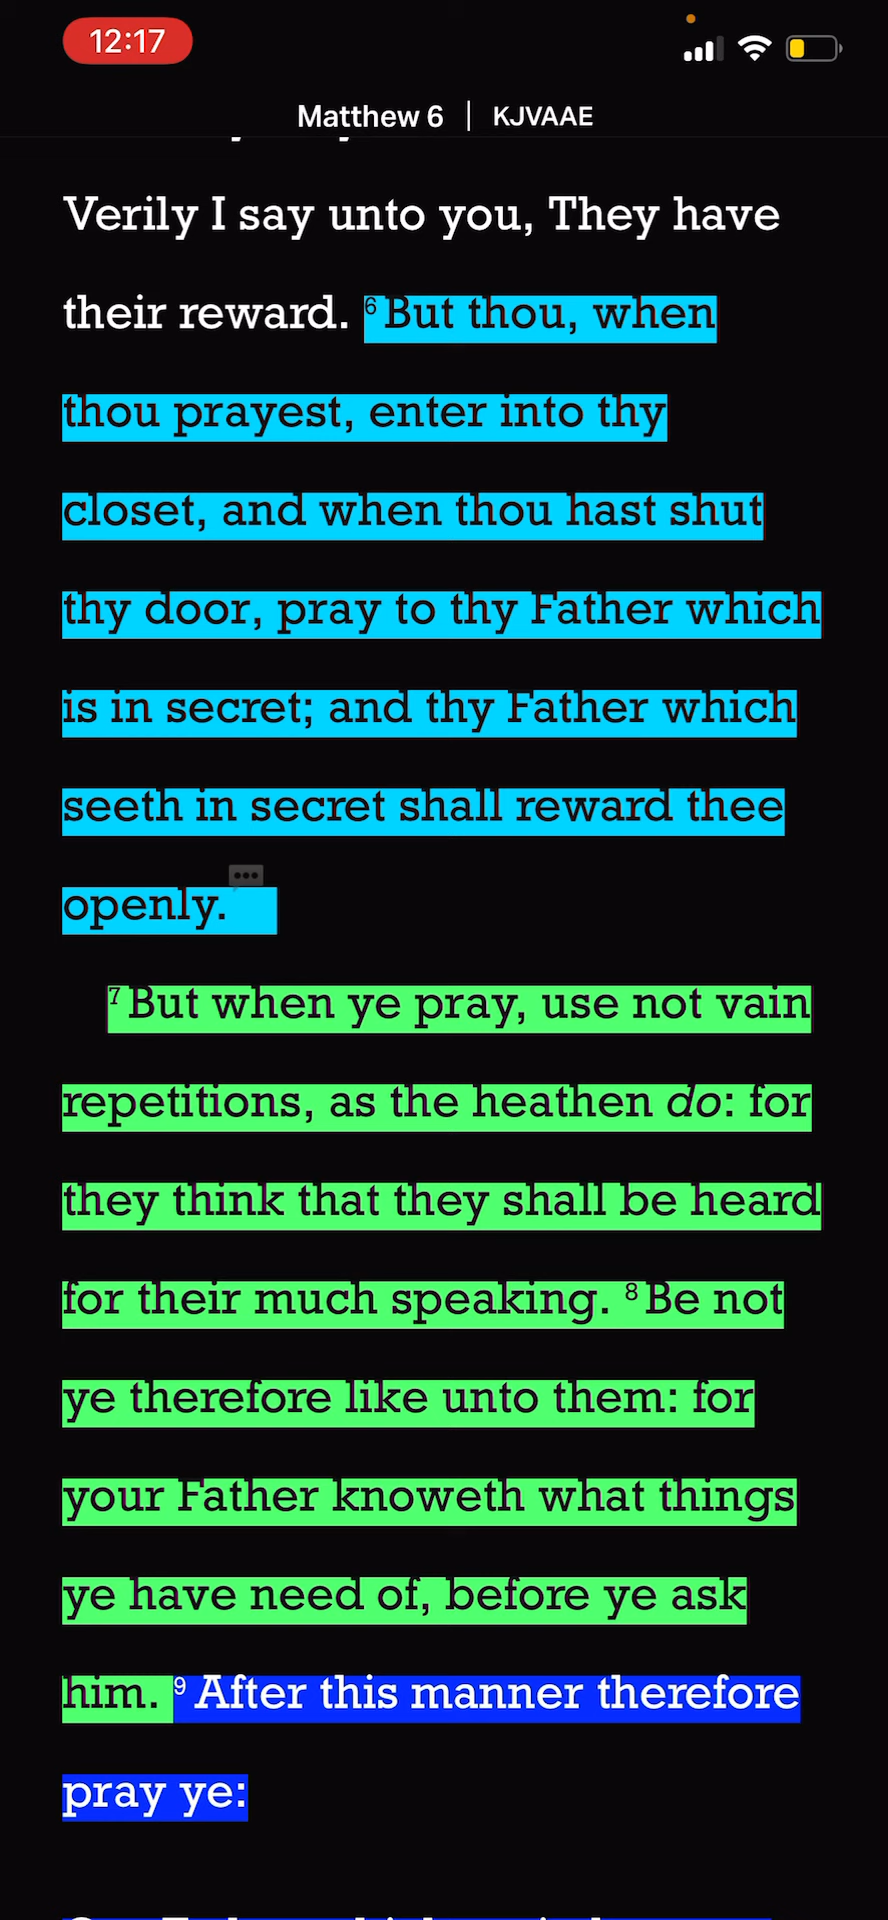 12:17
Matthew 6 | KJVAAE
Verily I say unto you, They have
their reward. 6 But thou, when
thou prayest, enter into thy
closet, and when thou hast shut
thy door, pray to thy Father which
is in secret; and thy Father which
seeth in secret shall reward thee
openly.
7 But when ye pray, use not vain
repetitions, as the heathen do: for
they think that they shall be heard
for their much speaking. 8 Be not
ye therefore like unto them: for
your Father knoweth what things
ye have need of, before ye ask
him. 9 After this manner therefore
pray ye: